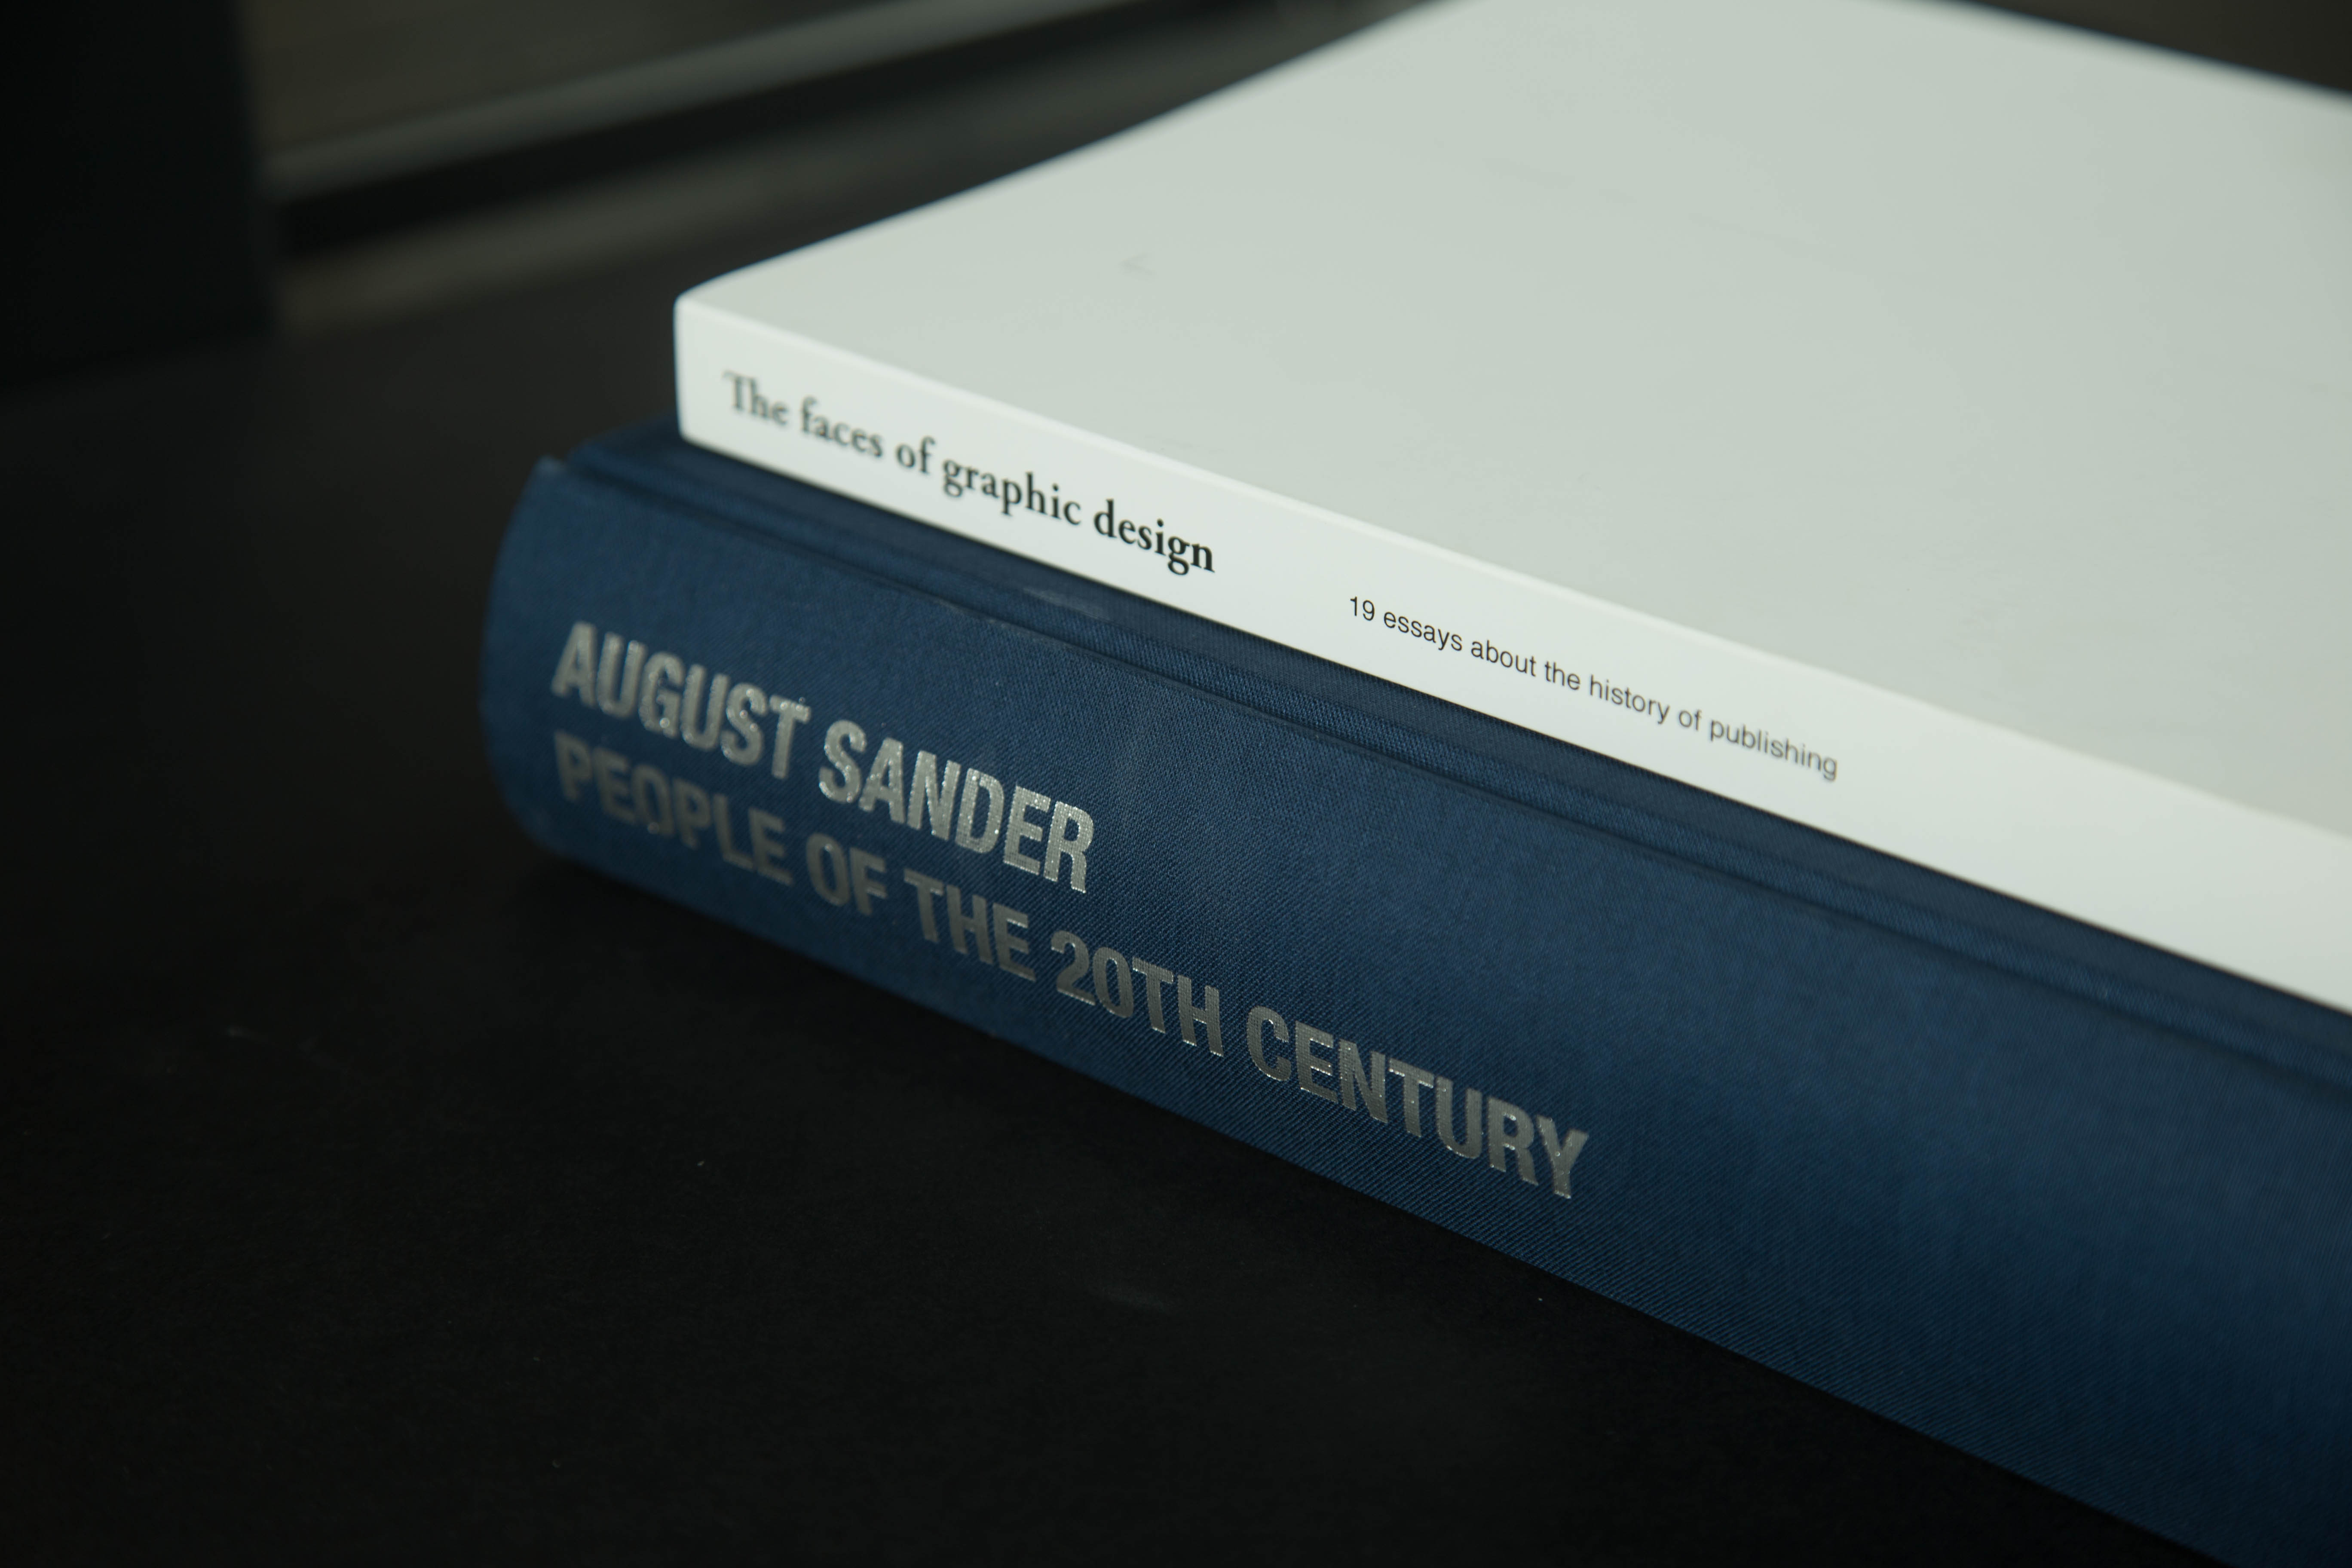 The faces of graphic design
19 essays about the history of publishing
AUGUST SANDER
PEOPLE OF THE 20TH CENTURY